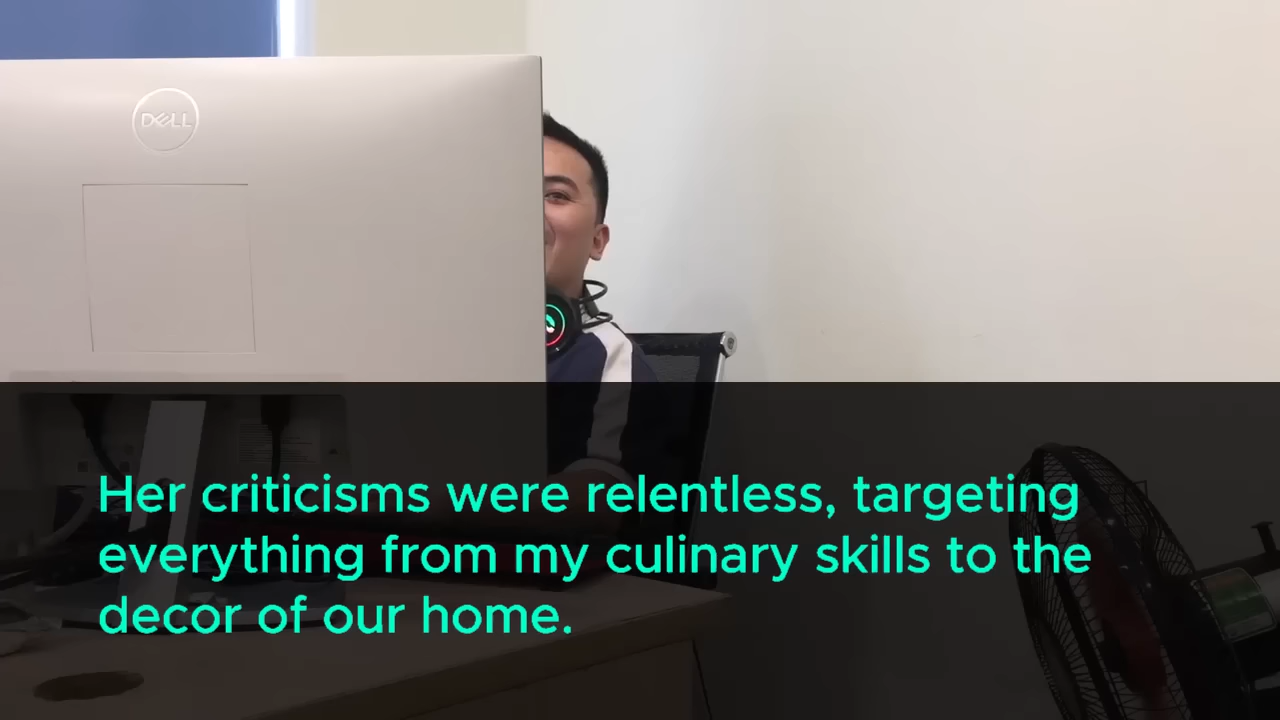 DELL
Her criticisms were relentless, targeting
everything from my culinary skills to the
decor of our home.